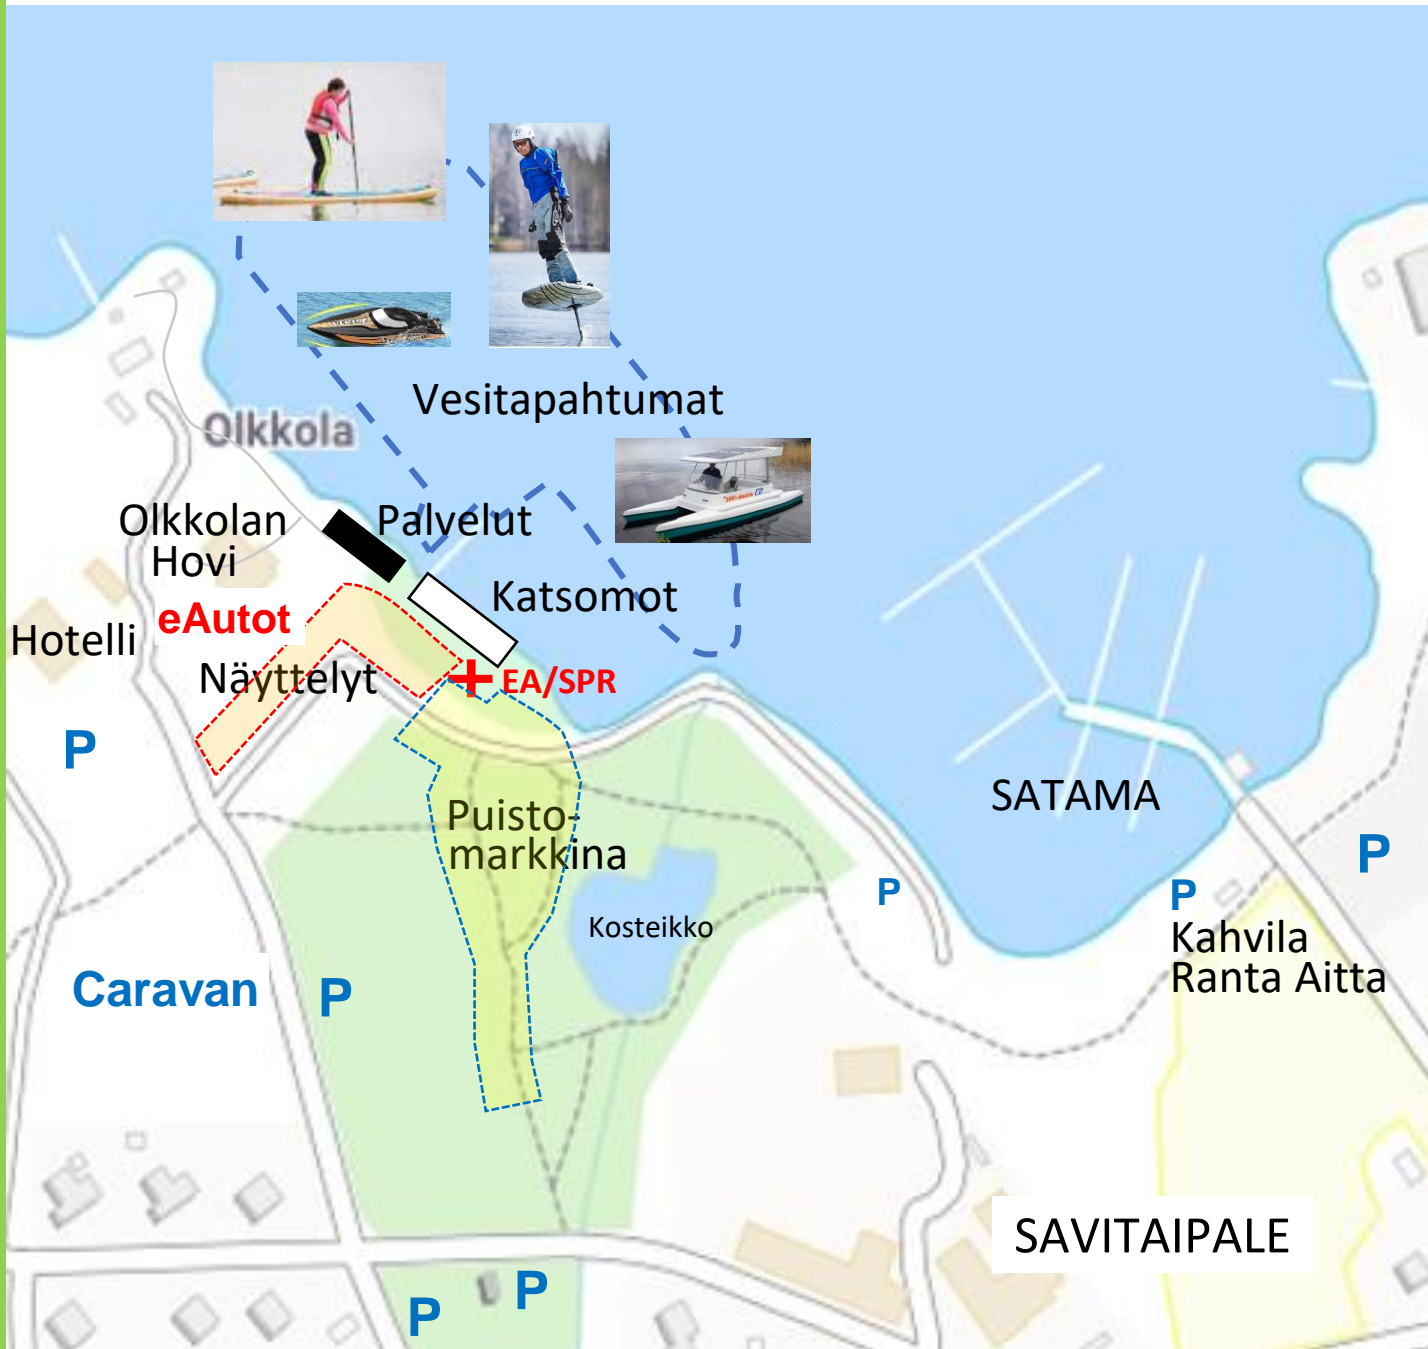 Vesitapahtumat
Olkkola
Olkkolan
Hovi
Palvelut
Katsomot
eAutot
Hotelli
Näyttelyt
EA/SPR
P
Puisto-
markkina
SATAMA
P
P
P
Kosteikko
Kahvila
Ranta Aitta
Caravan
P
SAVITAIPALE
P
P